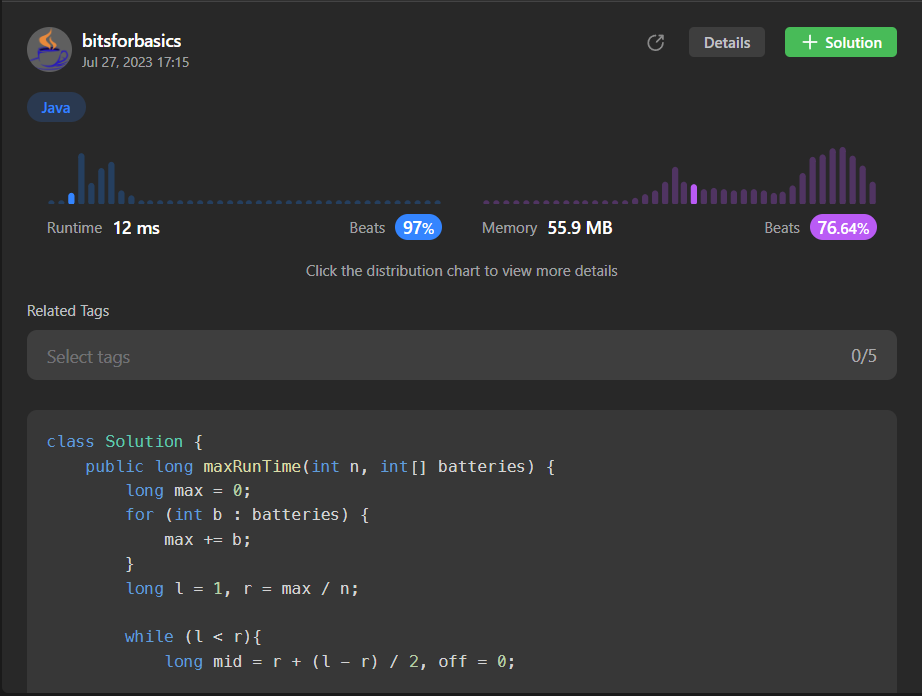 bitsforbasics
Jul 27, 2023 17:15
Details
+ Solution
Java
Runtime 12 ms Beats 97%
Memory 55.9 MB Beats 76.64%
Click the distribution chart to view more details
Related Tags
Select tags 0/5
class Solution {
    public long maxRunTime(int n, int[] batteries) {
        long max = 0;
        for (int b : batteries) {
            max += b;
        }
        long l = 1, r = max / n;

        while (l < r){
            long mid = r + (l - r) / 2, off = 0;